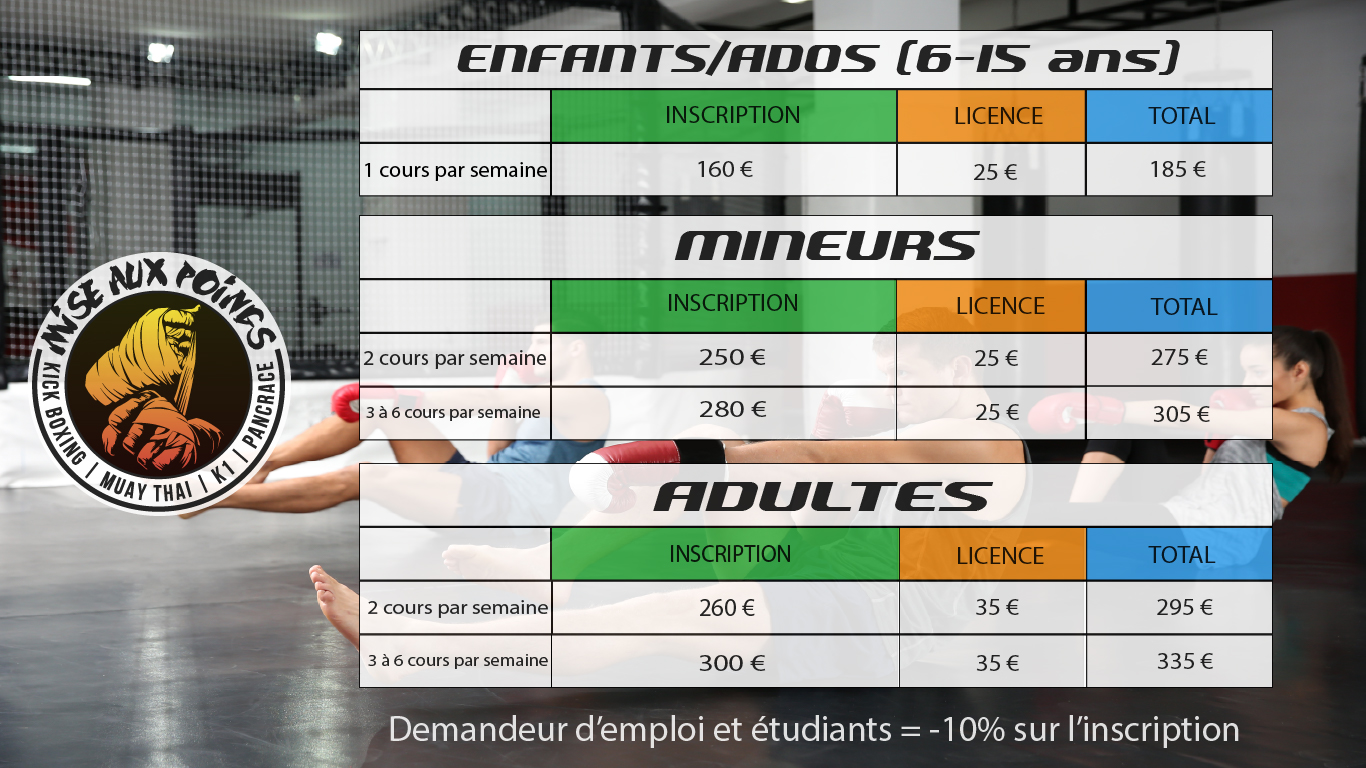 MISE AUX POINGS
KICK BOXING | MUAY THAI | K1 | PANCRACE
ENFANTS/ADOS (6-15 ans)
INSCRIPTION LICENCE TOTAL
1 cours par semaine 160 € 25 € 185 €
MINEURS
INSCRIPTION LICENCE TOTAL
2 cours par semaine 250 € 25 € 275 €
3 à 6 cours par semaine 280 € 25 € 305 €
ADULTES
INSCRIPTION LICENCE TOTAL
2 cours par semaine 260 € 35 € 295 €
3 à 6 cours par semaine 300 € 35 € 335 €
Demandeur d’emploi et étudiants = -10% sur l’inscription